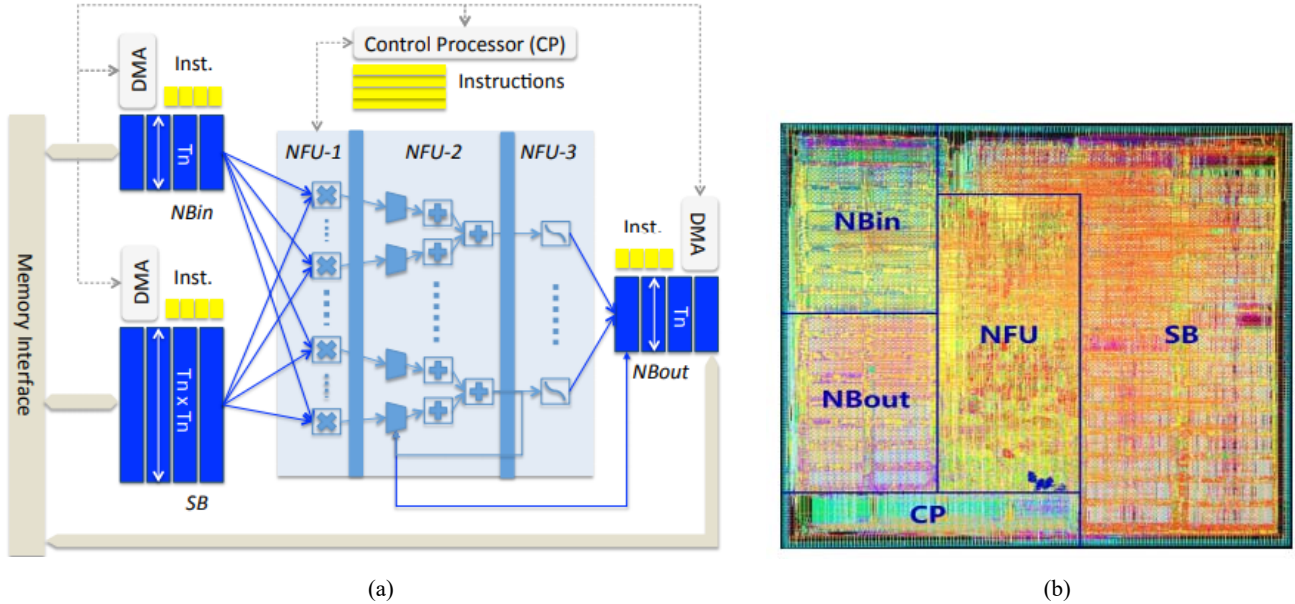 Control Processor (CP)
DMA
Inst.
Instructions
Tn
NBin
NFU-1
NFU-2
NFU-3
DMA
Inst.
Tn x Tn
SB
Inst.
DMA
Tn
NBout
Memory Interface
(a)
NBin
NFU
SB
NBout
CP
(b)